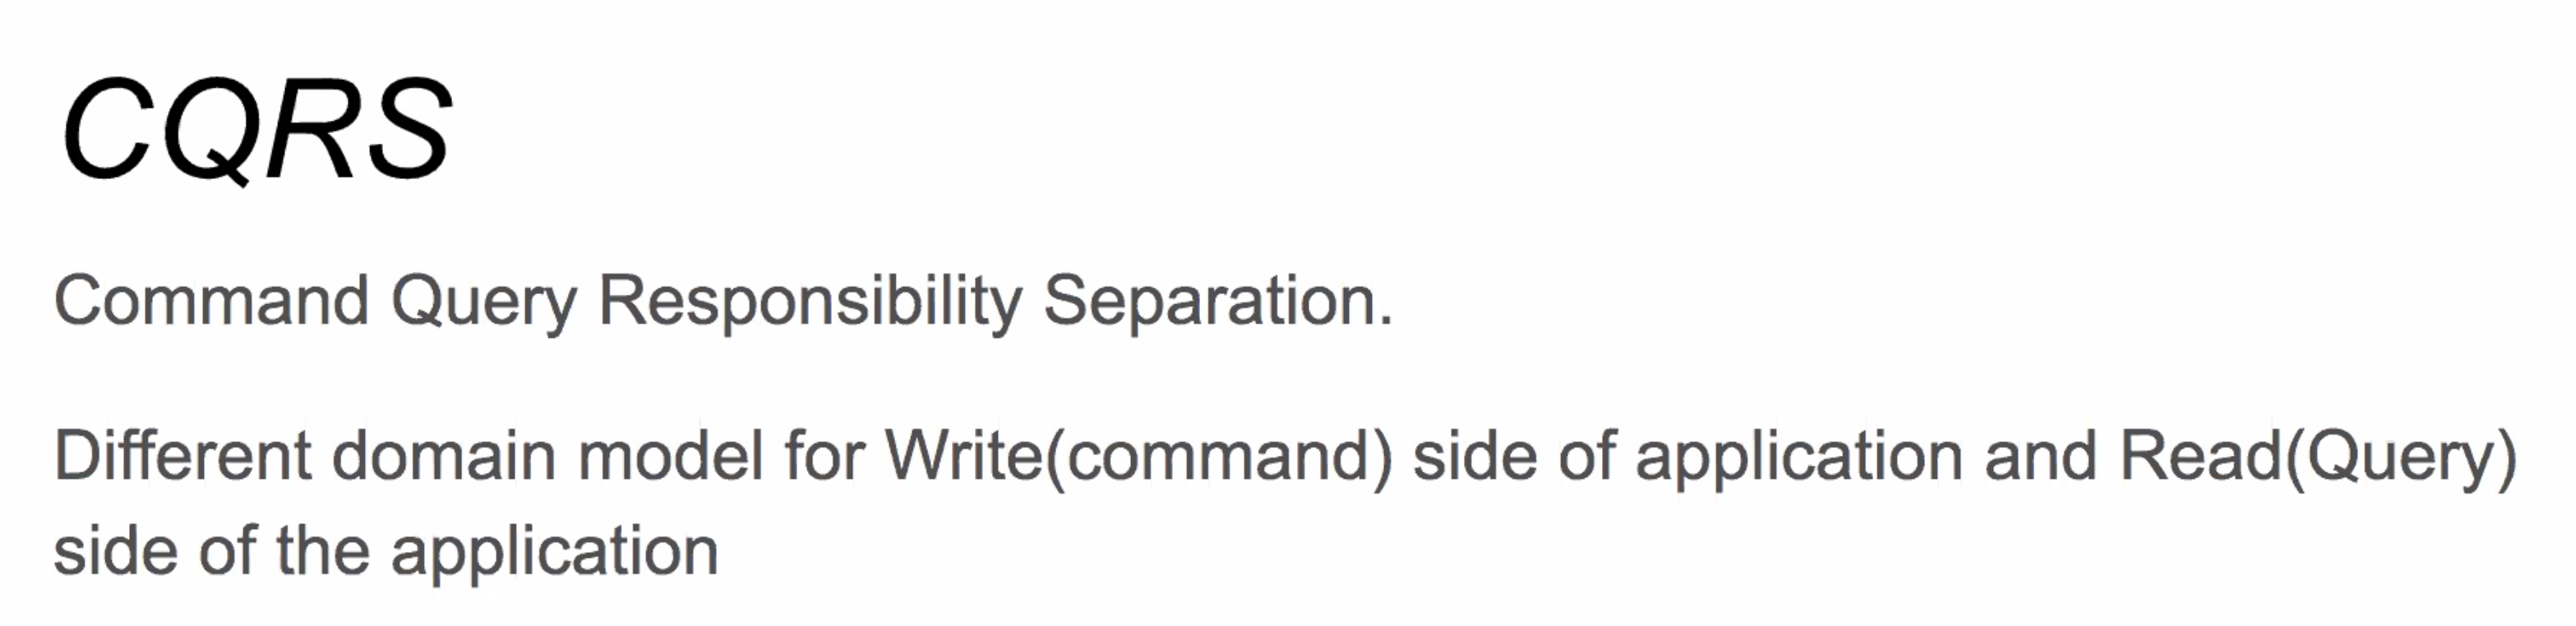 CQRS
Command Query Responsibility Separation.
Different domain model for Write(command) side of application and Read(Query)
side of the application